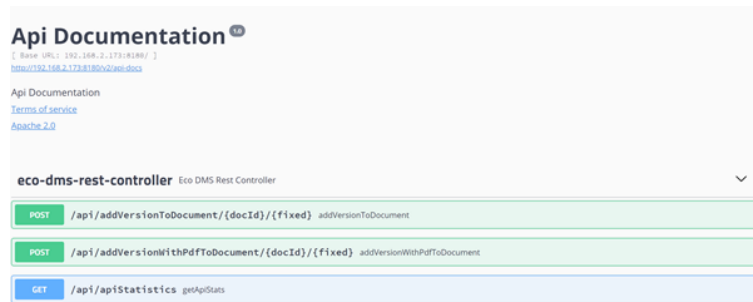 Api Documentation 1.0
[ Base URL: 192.168.2.173:8180/ ]
http://192.168.2.173:8180/v2/api-docs
Api Documentation
Terms of service
Apache 2.0
eco-dms-rest-controller Eco DMS Rest Controller
POST /api/addVersionToDocument/{docId}/{fixed} addVersionToDocument
POST /api/addVersionWithPdfToDocument/{docId}/{fixed} addVersionWithPdfToDocument
GET /api/apiStatistics getApiStats